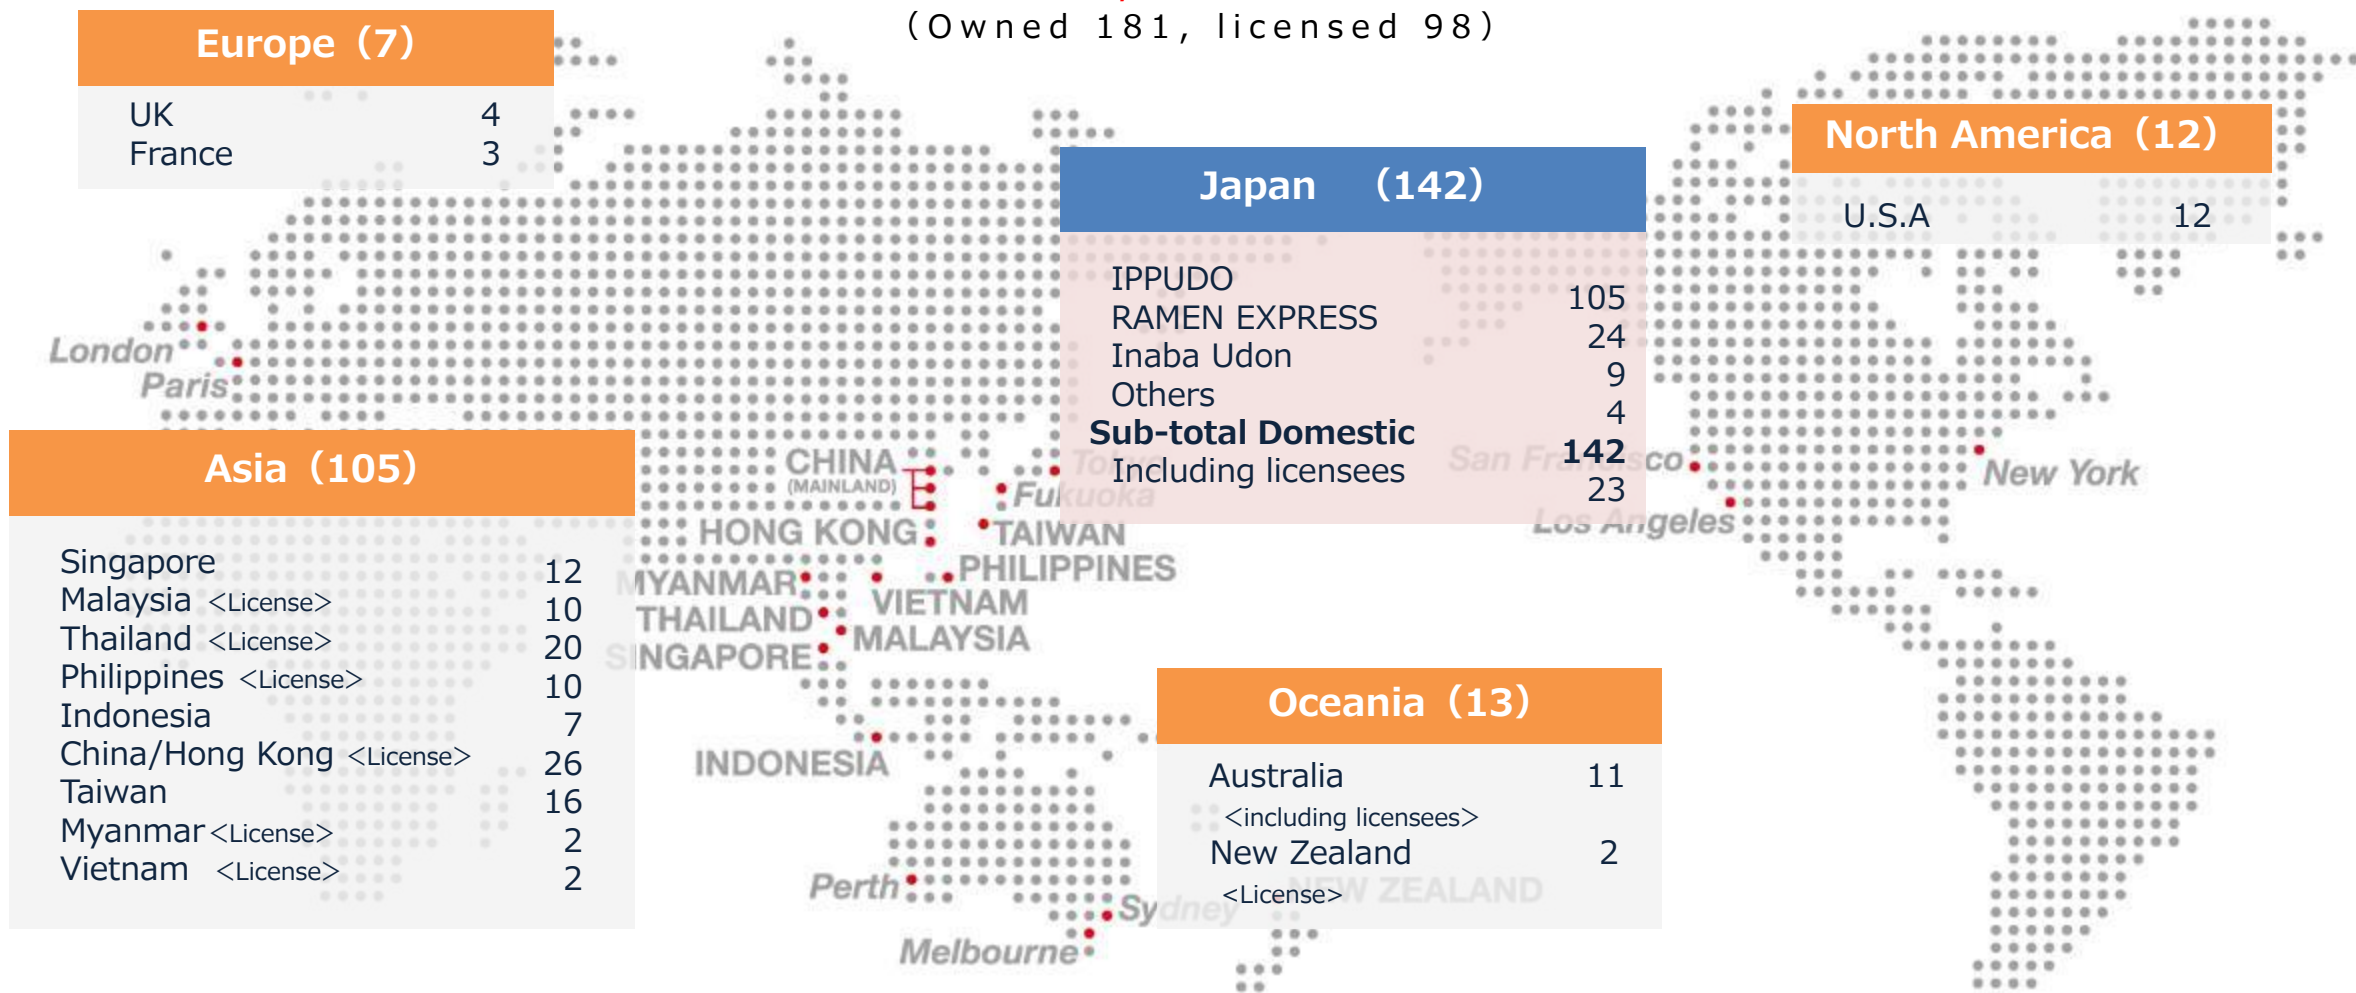 (Owned 181, licensed 98)
Europe (7)
UK 4
France 3
Japan (142)
IPPUDO 105
RAMEN EXPRESS 24
Inaba Udon 9
Others 4
Sub-total Domestic 142
Including licensees 23
North America (12)
U.S.A 12
London
Paris
Asia (105)
Singapore 12
Malaysia <License> 10
Thailand <License> 20
Philippines <License> 10
Indonesia 7
China/Hong Kong <License> 26
Taiwan 16
Myanmar <License> 2
Vietnam <License> 2
CHINA
(MAINLAND)
HONG KONG
Tokyo
Fukuoka
TAIWAN
PHILIPPINES
MYANMAR
VIETNAM
THAILAND
MALAYSIA
SINGAPORE
INDONESIA
San Francisco
Los Angeles
New York
Oceania (13)
Australia 11
<including licensees>
New Zealand 2
<License>
NEW ZEALAND
Perth
Sydney
Melbourne